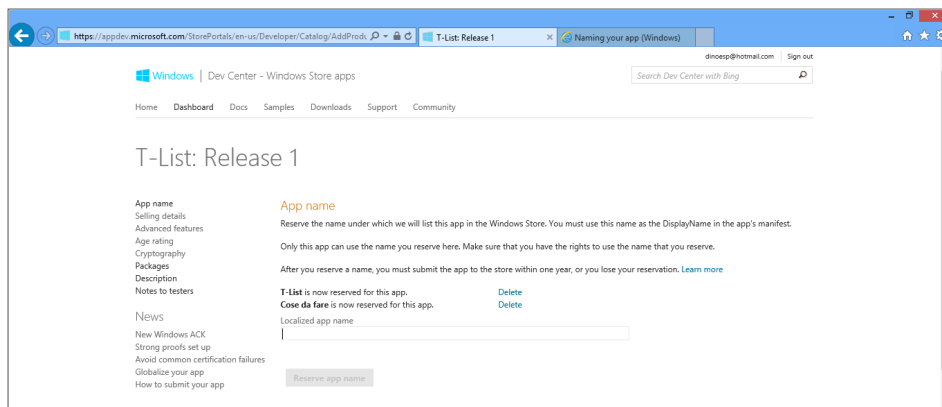 https://appdev.microsoft.com/StorePortals/en-us/Developer/Catalog/AddProdu
T-List: Release 1
Naming your app (Windows)
dinoesp@hotmail.com Sign out
Windows | Dev Center - Windows Store apps
Search Dev Center with Bing
Home Dashboard Docs Samples Downloads Support Community
T-List: Release 1
App name
Selling details
Advanced features
Age rating
Cryptography
Packages
Description
Notes to testers
News
New Windows ACK
Strong proofs set up
Avoid common certification failures
Globalize your app
How to submit your app
App name
Reserve the name under which we will list this app in the Windows Store. You must use this name as the DisplayName in the app's manifest.
Only this app can use the name you reserve here. Make sure that you have the rights to use the name that you reserve.
After you reserve a name, you must submit the app to the store within one year, or you lose your reservation. Learn more
T-List is now reserved for this app. Delete
Cose da fare is now reserved for this app. Delete
Localized app name
Reserve app name